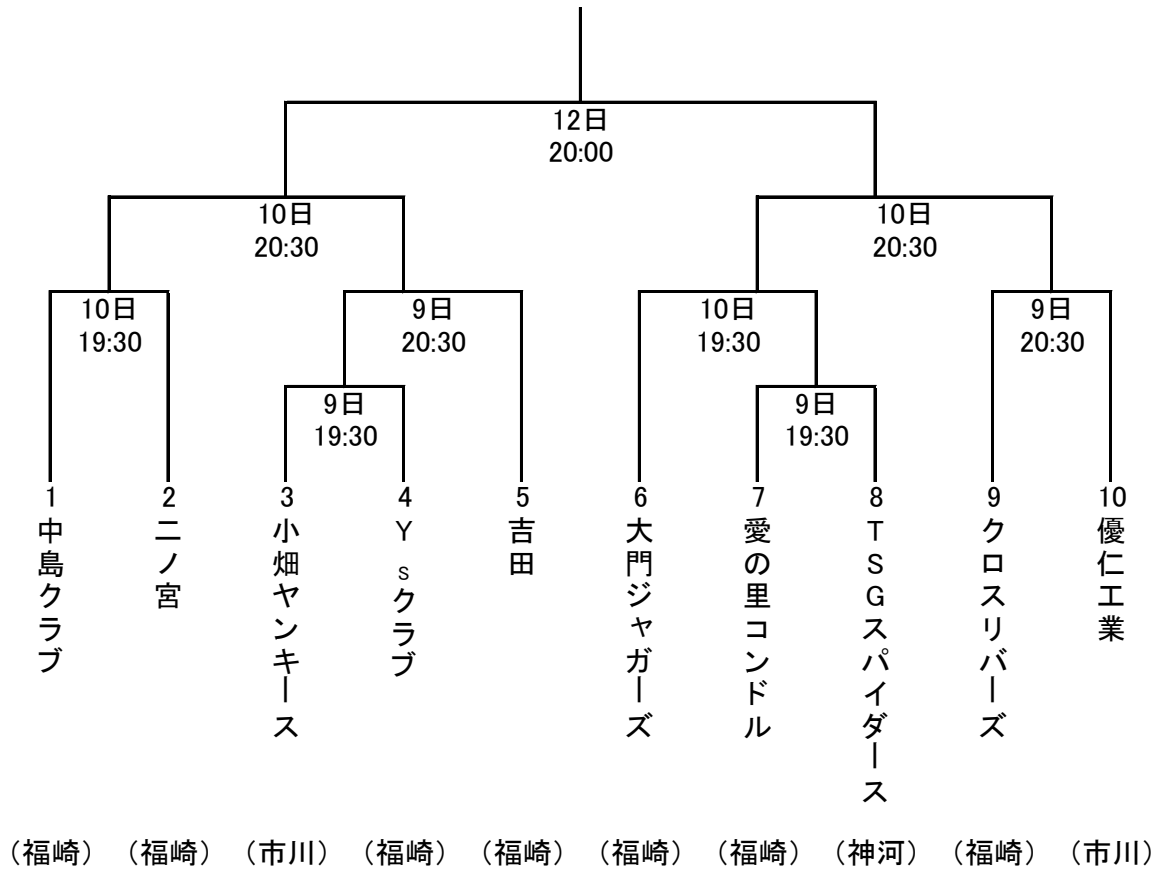 12日
20:00
10日
20:30
10日
20:30
10日
19:30
9日
20:30
10日
19:30
9日
20:30
9日
19:30
9日
19:30
1
中島クラブ
2
二ノ宮
3
小畑ヤンキース
4
Ysクラブ
5
吉田
6
大門ジャガーズ
7
愛の里コンドル
8
TSGスパイダース
9
クロスリバーズ
10
優仁工業
（福崎） （福崎） （市川） （福崎） （福崎） （福崎） （福崎） （神河） （福崎） （市川）